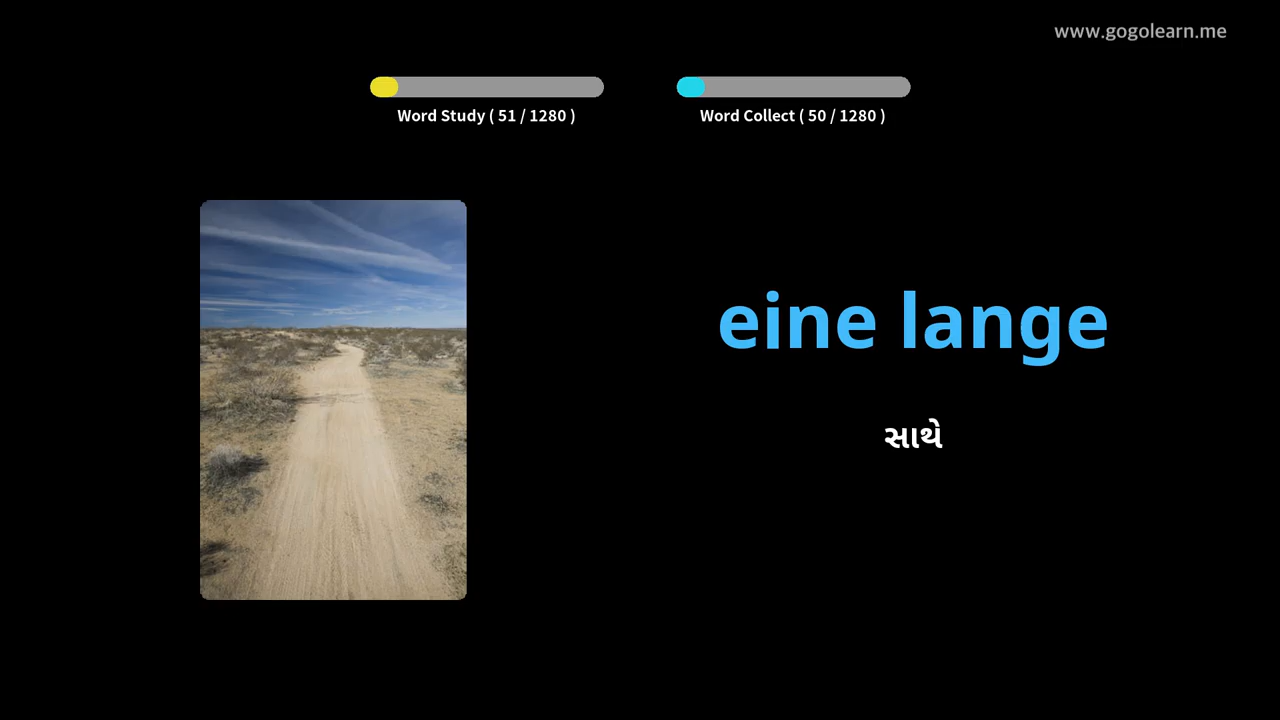 www.gogolearn.me
Word Study ( 51 / 1280 )
Word Collect ( 50 / 1280 )
eine lange
સાથે